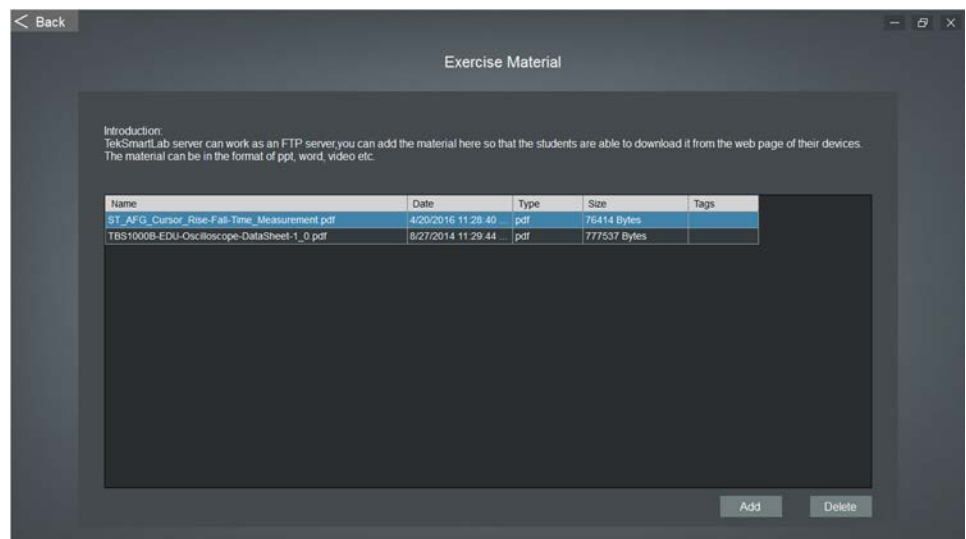 Back
Exercise Material
Introduction:
TekSmartLab server can work as an FTP server,you can add the material here so that the students are able to download it from the web page of their devices.
The material can be in the format of ppt, word, video etc.
Name Date Type Size Tags
ST_AFG_Cursor_Rise-Fall-Time_Measurement.pdf 4/20/2016 11:28:40 ... pdf 76414 Bytes
TBS1000B-EDU-Oscilloscope-DataSheet-1_0.pdf 8/27/2014 11:29:44 ... pdf 777537 Bytes
Add Delete